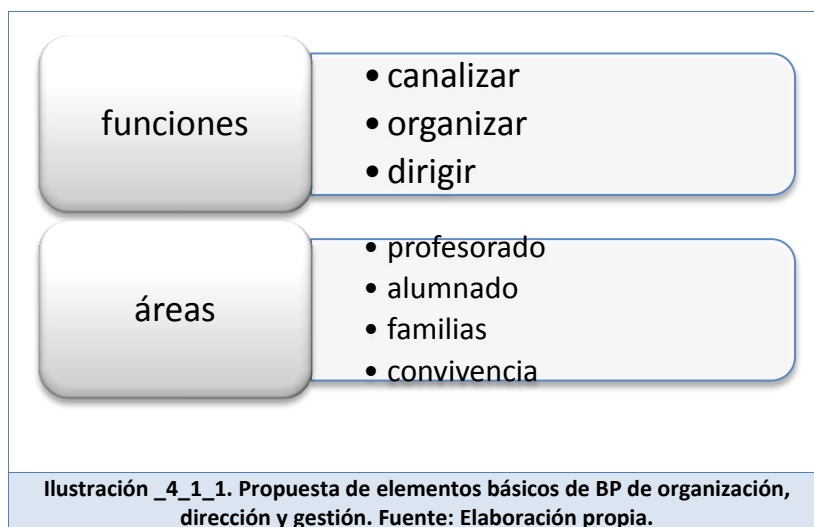 funciones
• canalizar
• organizar
• dirigir
áreas
• profesorado
• alumnado
• familias
• convivencia
Ilustración _4_1_1. Propuesta de elementos básicos de BP de organización,
dirección y gestión. Fuente: Elaboración propia.